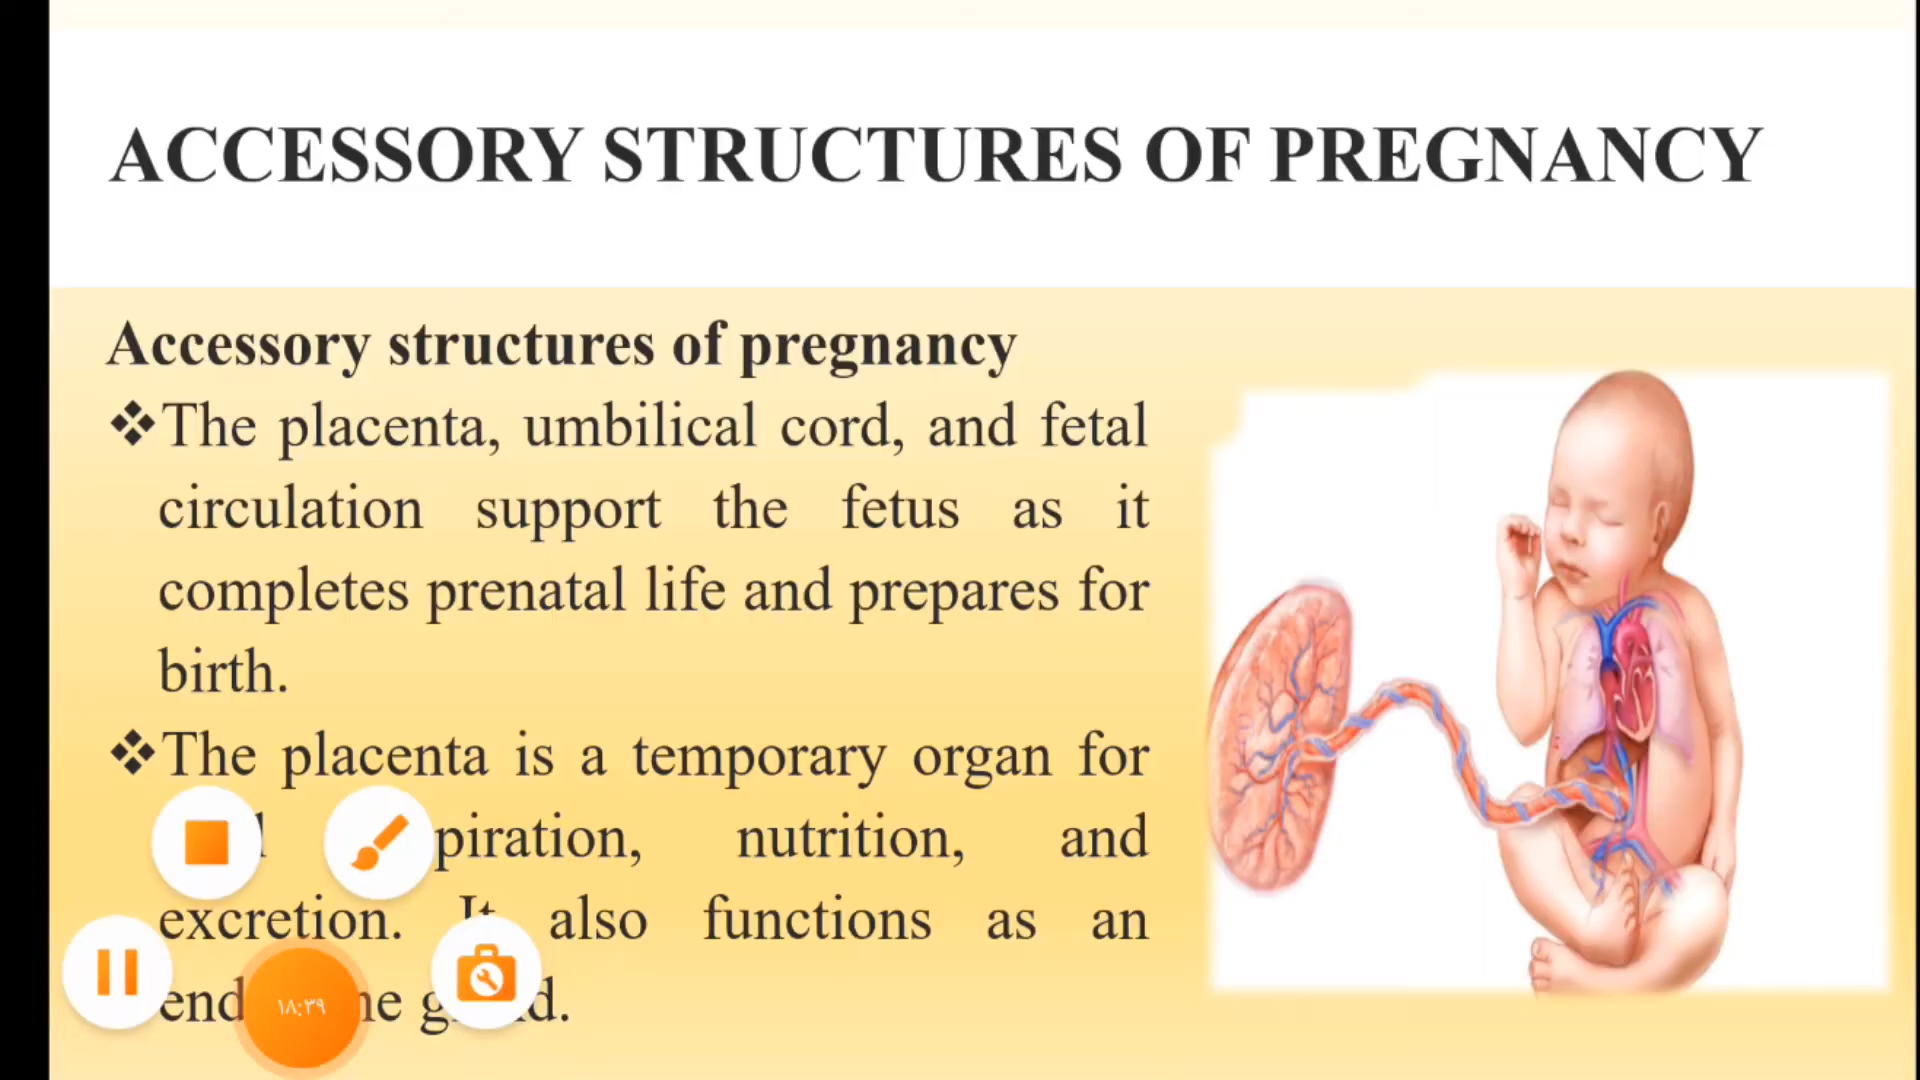 ACCESSORY STRUCTURES OF PREGNANCY
Accessory structures of pregnancy
❖The placenta, umbilical cord, and fetal
circulation support the fetus as it
completes prenatal life and prepares for
birth.
❖The placenta is a temporary organ for
nutrition, and
excretion. It also functions as an
۱۸:۳۹